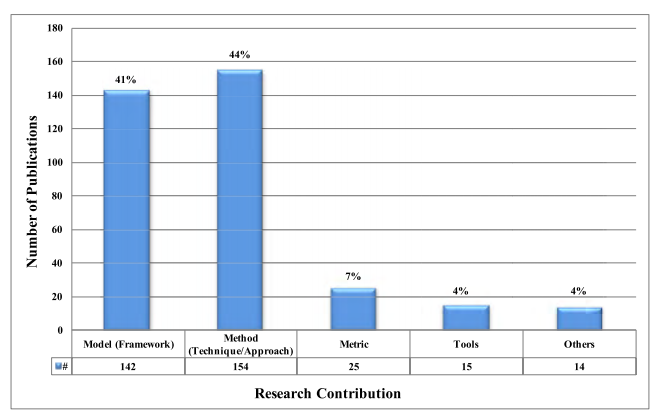 180
160
140
120
100
80
60
40
20
0
Number of Publications
41%
44%
7%
4%
4%
Model (Framework)
Method
(Technique/Approach)
Metric
Tools
Others
#
142
154
25
15
14
Research Contribution